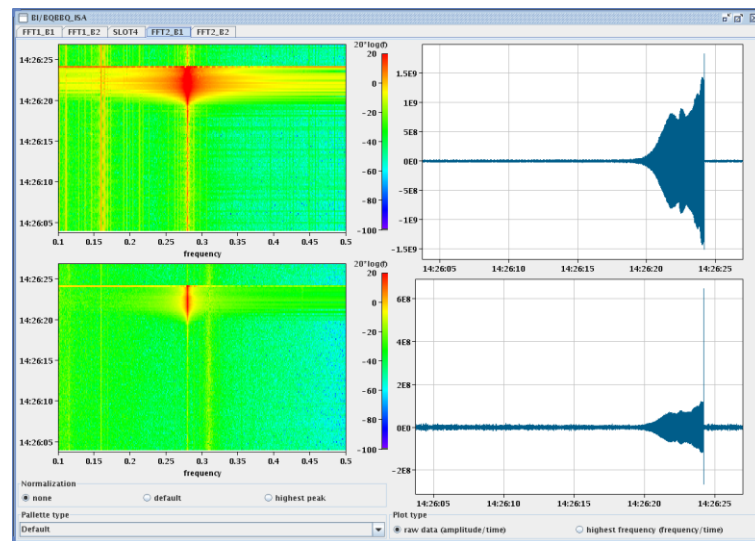 BI/BQBBQ_ISA
FFT1_B1 FFT1_B2 SLOT4 FFT2_B1 FFT2_B2
20*log(f)
14:26:25
14:26:20
14:26:15
14:26:10
14:26:05
0.1 0.15 0.2 0.25 0.3 0.35 0.4 0.45 0.5
frequency
20
0
-20
-40
-60
-80
-100
1.5E9
1E9
5E8
0E0
-5E8
-1E9
-1.5E9
14:26:05 14:26:10 14:26:15 14:26:20 14:26:25
20*log(f)
14:26:25
14:26:20
14:26:15
14:26:10
14:26:05
0.1 0.15 0.2 0.25 0.3 0.35 0.4 0.45 0.5
frequency
20
0
-20
-40
-60
-80
-100
6E8
4E8
2E8
0E0
-2E8
14:26:05 14:26:10 14:26:15 14:26:20 14:26:25
Normalization
none default highest peak
Pallette type
Default
Plot type
raw data (amplitude/time) highest frequency (frequency/time)